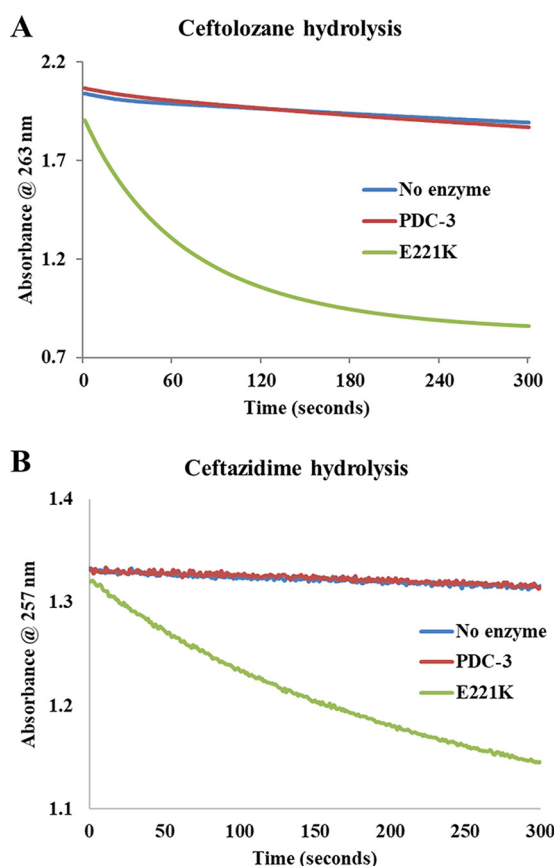 A
Ceftolozane hydrolysis
2.2
1.7
1.2
0.7
Absorbance @ 263 nm
No enzyme
PDC-3
E221K
0 60 120 180 240 300
Time (seconds)
B
Ceftazidime hydrolysis
1.4
1.3
1.2
1.1
Absorbance @ 257 nm
No enzyme
PDC-3
E221K
0 50 100 150 200 250 300
Time (seconds)